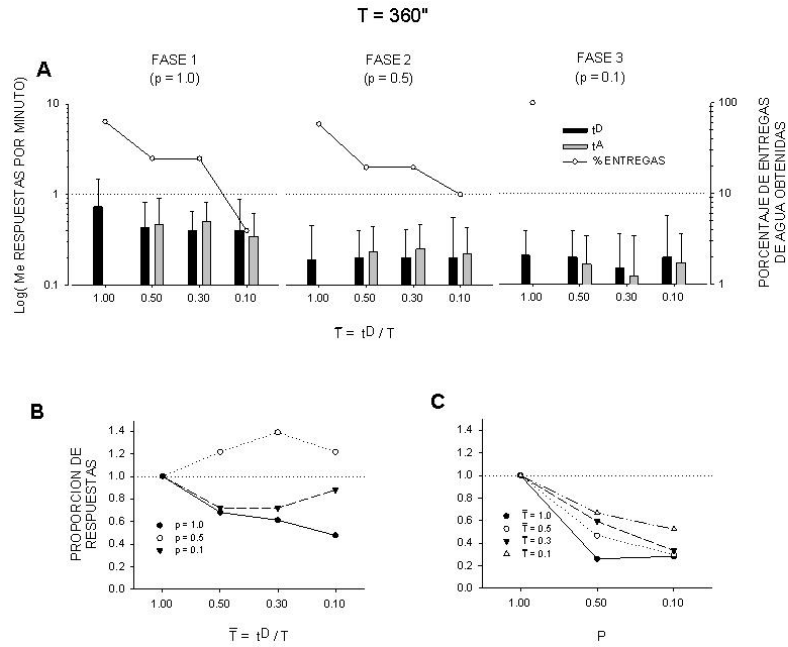 T = 360"
A
FASE 1
(p = 1.0)
FASE 2
(p = 0.5)
FASE 3
(p = 0.1)
Log( Me RESPUESTAS POR MINUTO)
10
1
0.1
tD
tA
% ENTREGAS
100
10
1
PORCENTAJE DE ENTREGAS
DE AGUA OBTENIDAS
1.00 0.50 0.30 0.10
1.00 0.50 0.30 0.10
1.00 0.50 0.30 0.10
T̅ = tD / T
B
PROPORCION DE
RESPUESTAS
1.4
1.2
1.0
0.8
0.6
0.4
0.2
0.0
p = 1.0
p = 0.5
p = 0.1
1.00 0.50 0.30 0.10
T̅ = tD / T
C
1.4
1.2
1.0
0.8
0.6
0.4
0.2
0.0
T̅ = 1.0
T̅ = 0.5
T̅ = 0.3
T̅ = 0.1
1.00 0.50 0.10
P